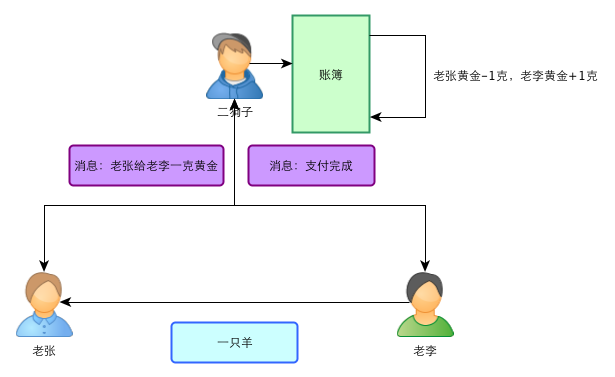 账簿
老张黄金-1克，老李黄金+1克
二狗子
消息：老张给老李一克黄金
消息：支付完成
一只羊
老张
老李